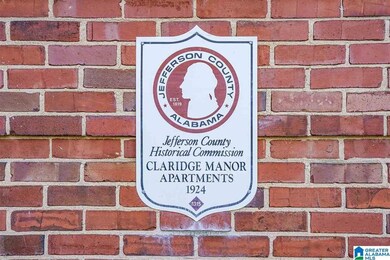 JEFFERSON COUNTY
EST.
1819
ALABAMA
Jefferson County
Historical Commission
CLARIDGE MANOR
APARTMENTS
1924
GREATER
ALABAMA
MLS